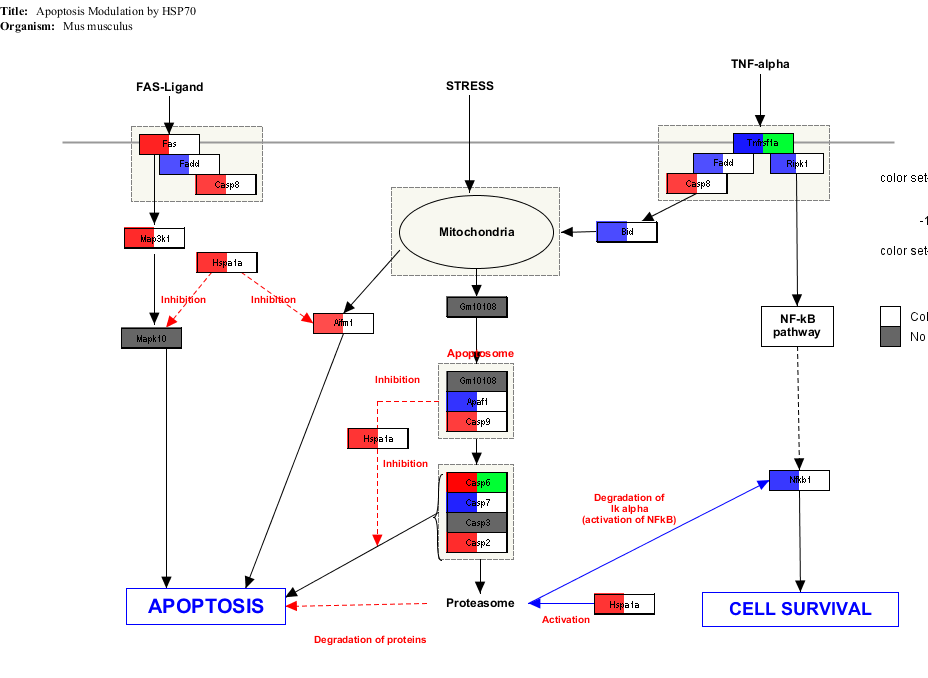 Title: Apoptosis Modulation by HSP70
Organism: Mus musculus
TNF-alpha
FAS-Ligand
STRESS
Fas
Fadd
Casp8
Tnfrsf1a
Fadd
Ripk1
Casp8
color set-
-1
color set-
Map3k1
Mitochondria
Bid
Hspa1a
Inhibition
Inhibition
Gm10108
Aifm1
Mapk10
NF-kB
pathway
Col
No
Apoptosome
Inhibition
Gm10108
Apaf1
Casp9
Hspa1a
Inhibition
Casp6
Casp7
Casp3
Casp2
Nfkb1
Degradation of
Ik alpha
(activation of NFkB)
APOPTOSIS
Proteasome
Hspa1a
Activation
CELL SURVIVAL
Degradation of proteins